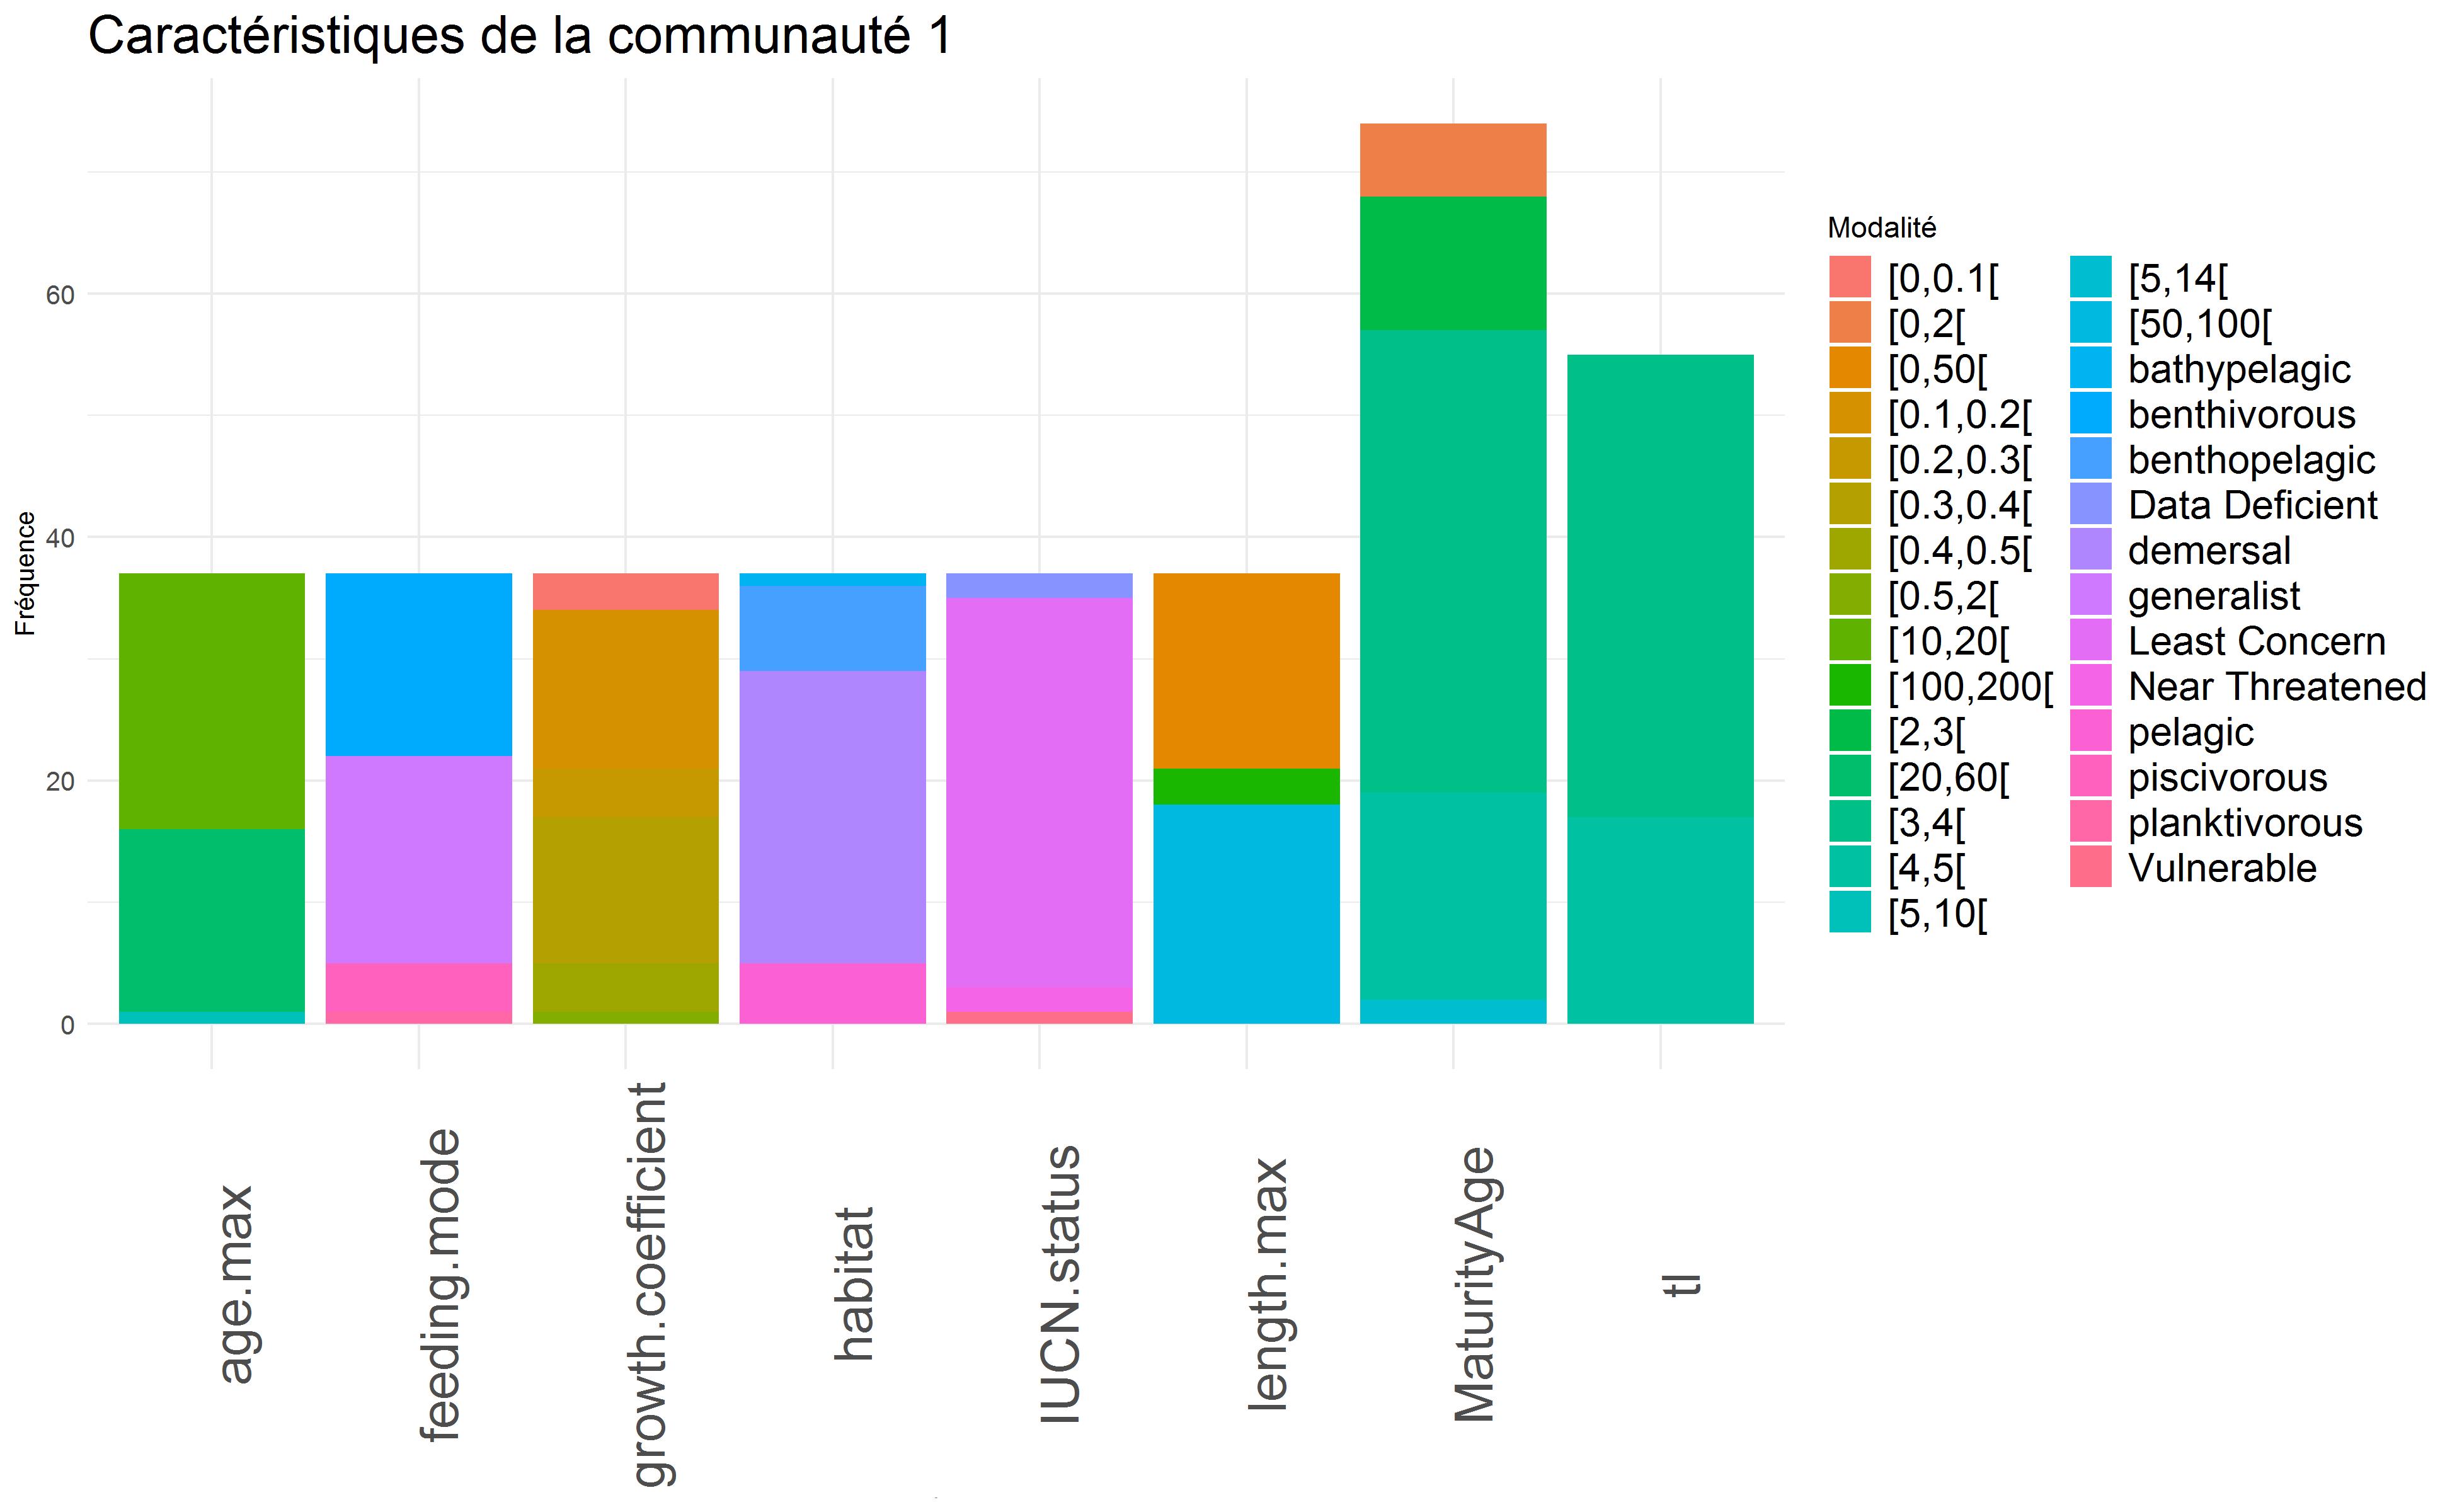 Caractéristiques de la communauté 1
Fréquence
60
40
20
0
age.max
feeding.mode
growth.coefficient
habitat
IUCN.status
length.max
MaturityAge
tl
Modalité
[0,0.1[
[0,2[
[0,50[
[0.1,0.2[
[0.2,0.3[
[0.3,0.4[
[0.4,0.5[
[0.5,2[
[10,20[
[100,200[
[2,3[
[20,60[
[3,4[
[4,5[
[5,10[
[5,14[
[50,100[
bathypelagic
benthivorous
benthopelagic
Data Deficient
demersal
generalist
Least Concern
Near Threatened
pelagic
piscivorous
planktivorous
Vulnerable